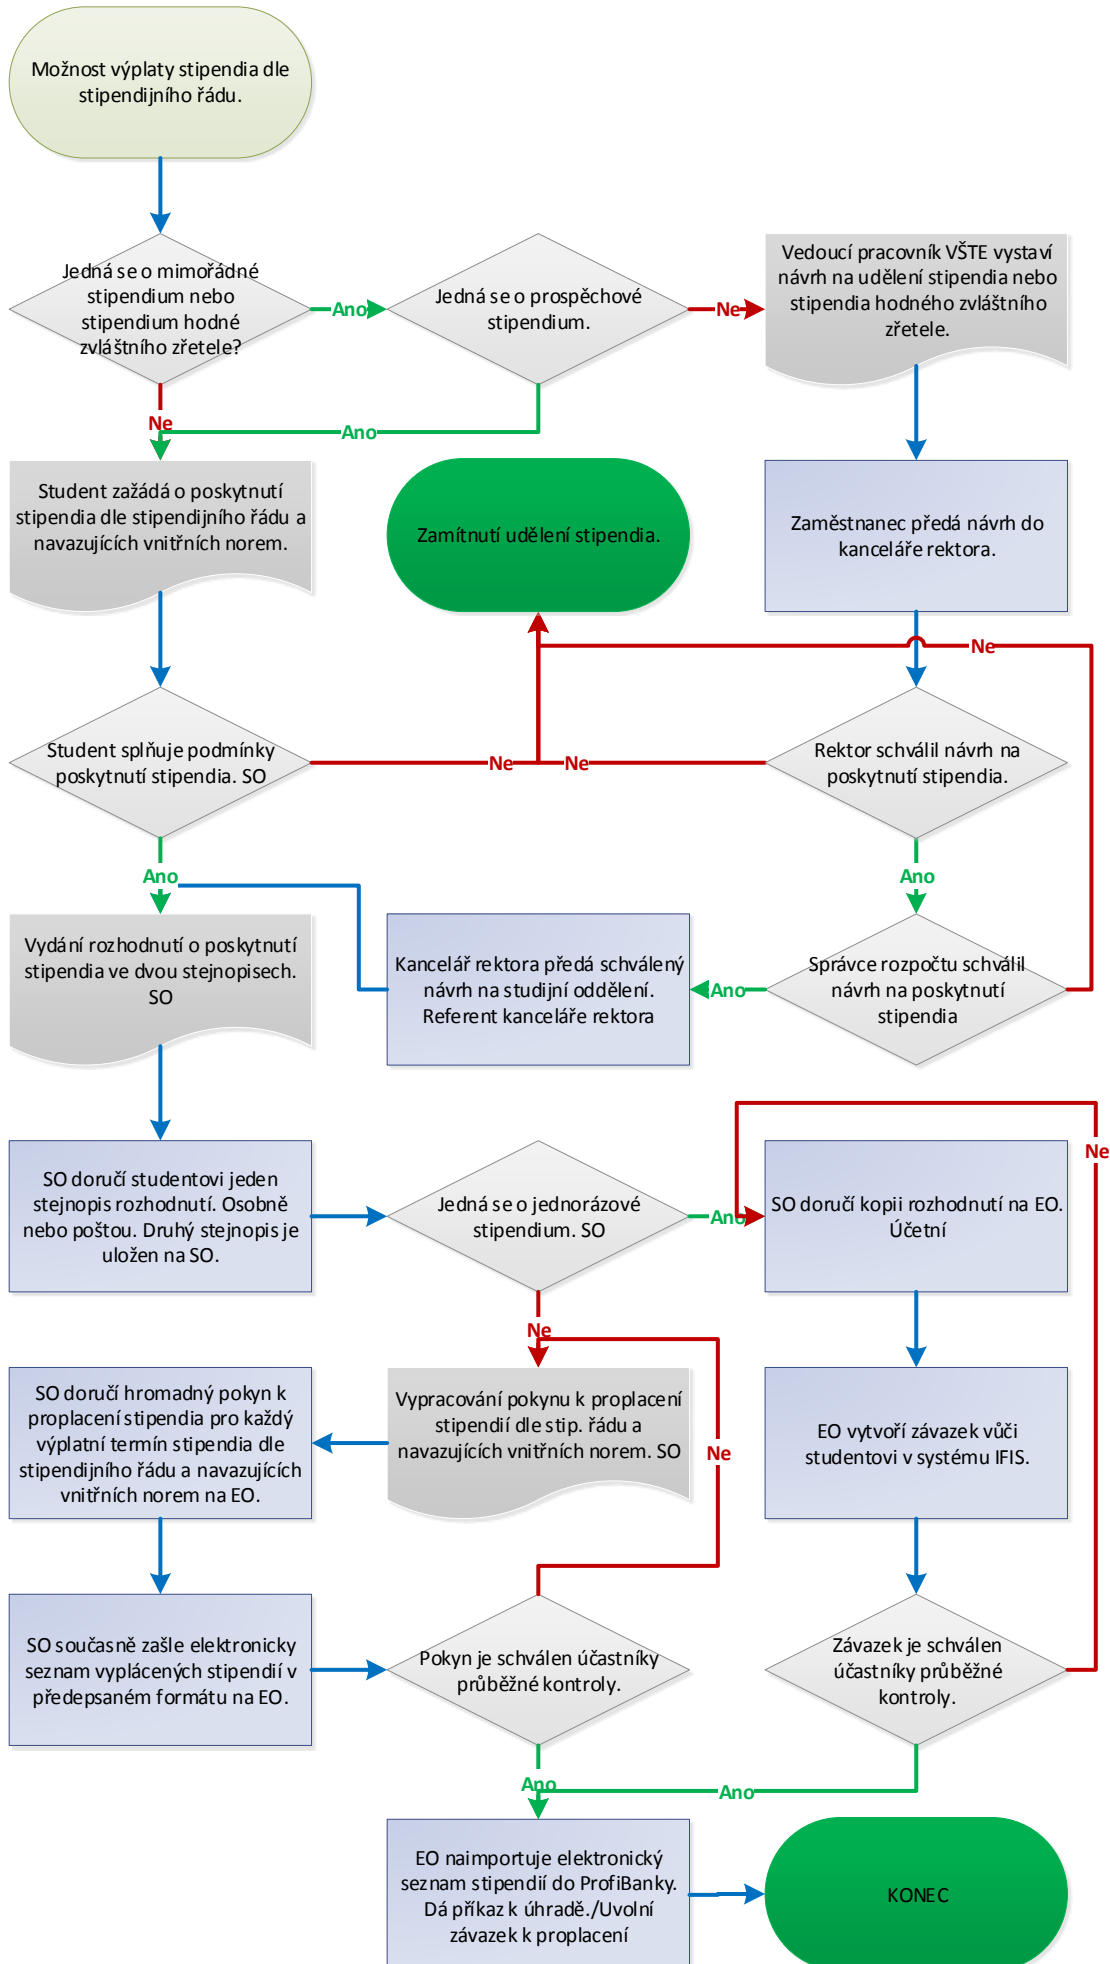 Možnost výplaty stipendia dle
stipendijního řádu.
Jedná se o mimořádné
stipendium nebo
stipendium hodné
zvláštního zřetele?
Ano
Jedná se o prospěchové
stipendium.
Ne
Vedoucí pracovník VŠTE vystaví
návrh na udělení stipendia nebo
stipendia hodného zvláštního
zřetele.
Ne
Ano
Student zažádá o poskytnutí
stipendia dle stipendijního řádu a
navazujících vnitřních norem.
Zamítnutí udělení stipendia.
Zaměstnanec předá návrh do
kanceláře rektora.
Ne
Student splňuje podmínky
poskytnutí stipendia. SO
Ne
Ne
Rektor schválil návrh na
poskytnutí stipendia.
Ano
Ano
Vydání rozhodnutí o poskytnutí
stipendia ve dvou stejnopisech.
SO
Kancelář rektora předá schválený
návrh na studijní oddělení.
Referent kanceláře rektora
Ano
Správce rozpočtu schválil
návrh na poskytnutí
stipendia
Ne
SO doručí studentovi jeden
stejnopis rozhodnutí. Osobně
nebo poštou. Druhý stejnopis je
uložen na SO.
Jedná se o jednorázové
stipendium. SO
Ano
SO doručí kopii rozhodnutí na EO.
Účetní
Ne
SO doručí hromadný pokyn k
proplacení stipendia pro každý
výplatní termín stipendia dle
stipendijního řádu a navazujících
vnitřních norem na EO.
Vypracování pokynu k proplacení
stipendií dle stip. řádu a
navazujících vnitřních norem. SO
Ne
EO vytvoří závazek vůči
studentovi v systému IFIS.
SO současně zašle elektronicky
seznam vyplácených stipendií v
předepsaném formátu na EO.
Pokyn je schválen účastníky
průběžné kontroly.
Závazek je schválen
účastníky průběžné
kontroly.
Ano
Ano
EO naimportuje elektronický
seznam stipendií do ProfiBanky.
Dá příkaz k úhradě./Uvolní
závazek k proplacení
KONEC